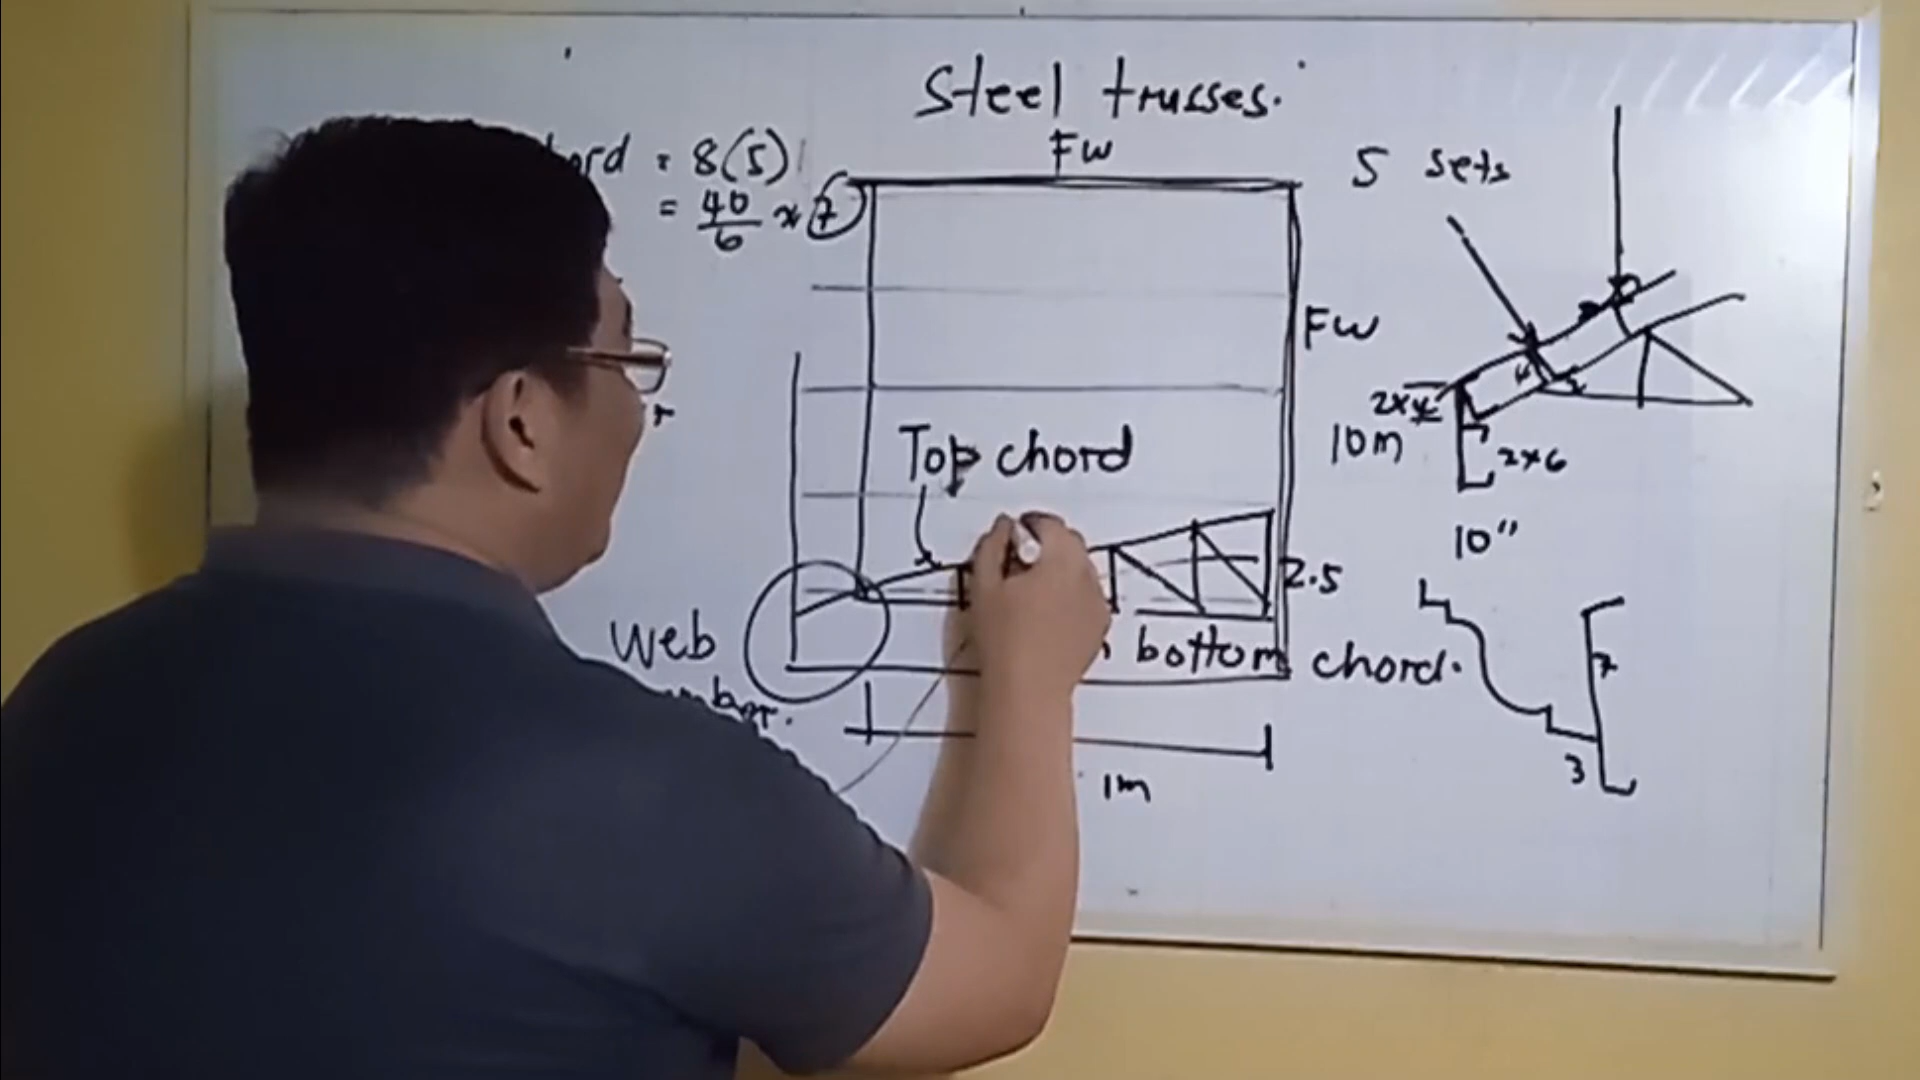 Steel trusses.
ord = 8(5)
= 40/6 x 7
Fw
5 sets
Fw
2x4
10m
2x6
Top chord
10"
2.5
Web
bottom chord.
7
3
1m